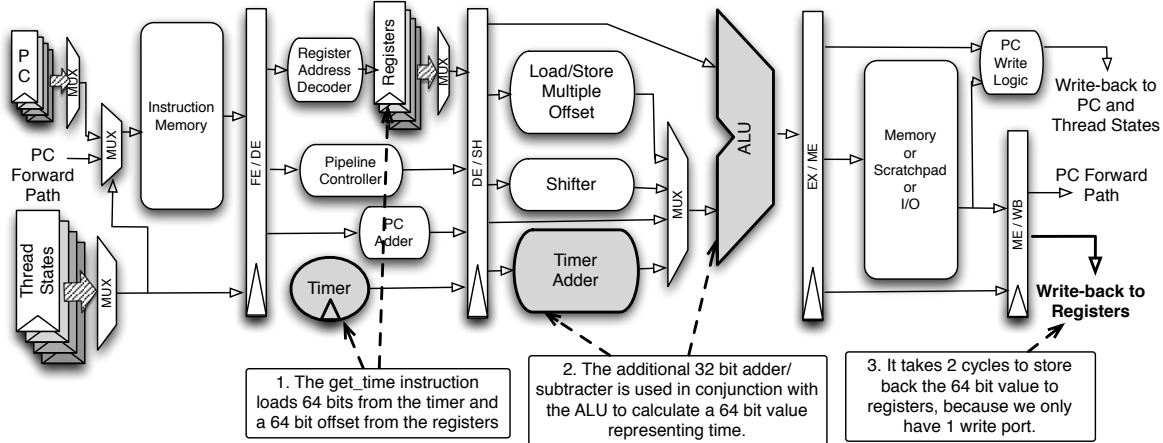 PC
MUX
MUX
PC
Forward
Path
Thread
States
MUX
Instruction
Memory
FE / DE
Register
Address
Decoder
Registers
MUX
Pipeline
Controller
PC
Adder
Timer
DE / SH
Load/Store
Multiple
Offset
Shifter
Timer
Adder
MUX
ALU
EX / ME
Memory
or
Scratchpad
or
I/O
PC
Write
Logic
Write-back to
PC and
Thread States
ME / WB
PC Forward
Path
Write-back to
Registers
1. The get_time instruction
loads 64 bits from the timer and
a 64 bit offset from the registers
2. The additional 32 bit adder/
subtracter is used in conjunction with
the ALU to calculate a 64 bit value
representing time.
3. It takes 2 cycles to store
back the 64 bit value to
registers, because we only
have 1 write port.